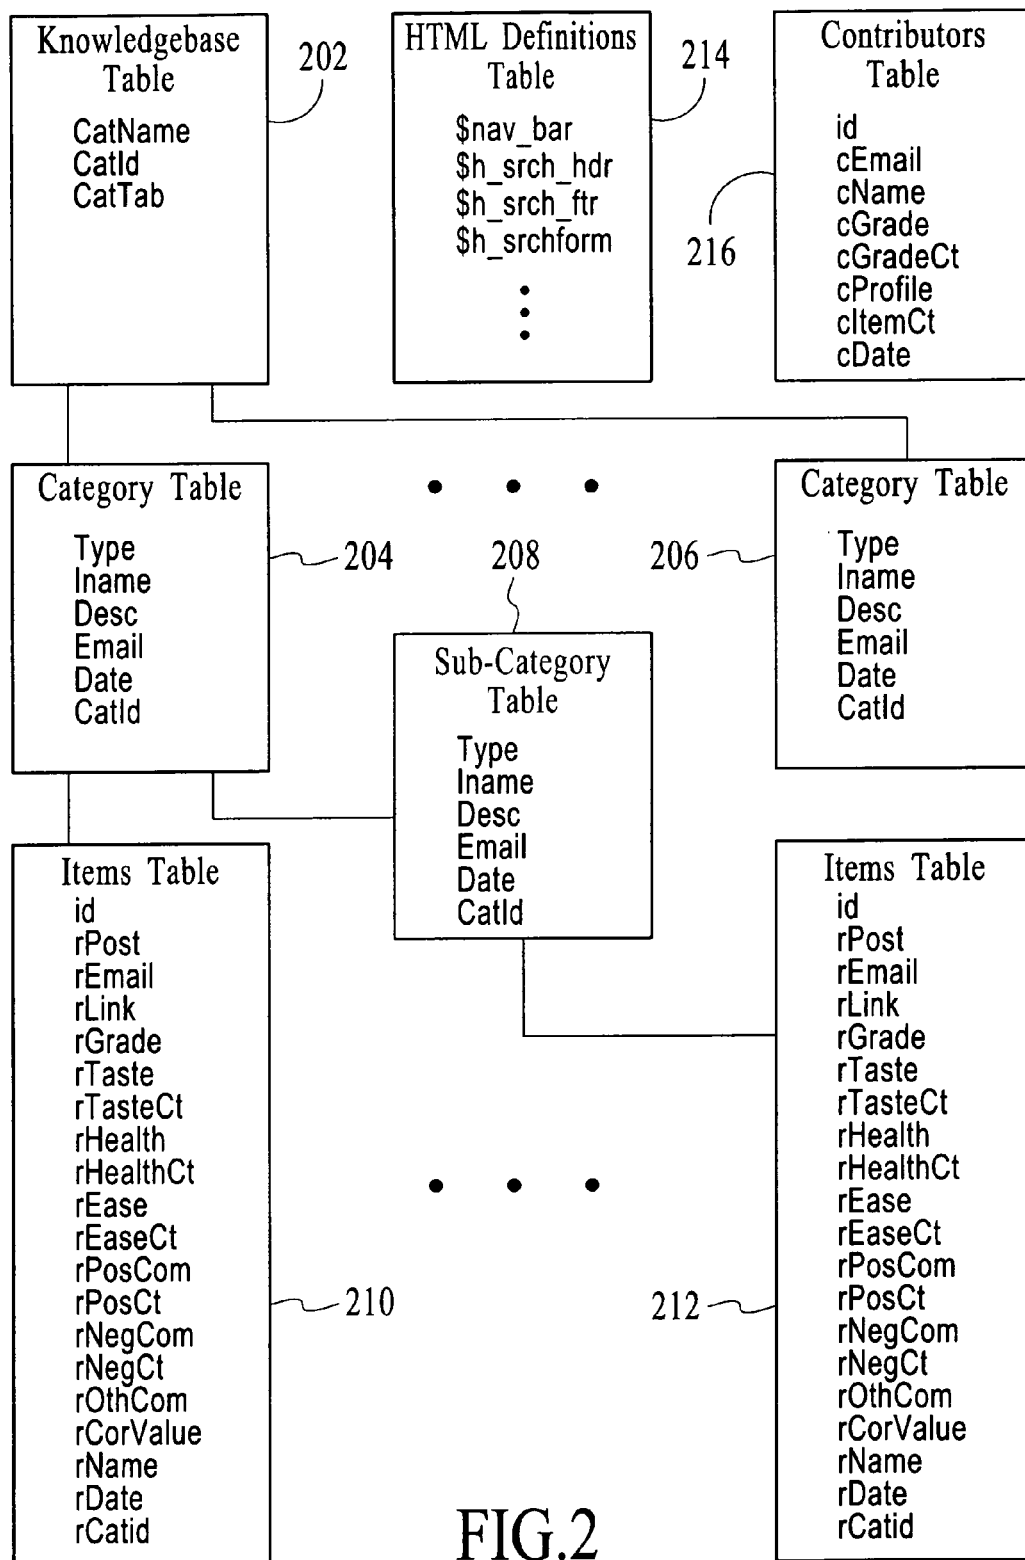 Knowledgebase
Table
CatName
CatId
CatTab
202
HTML Definitions
Table
$nav_bar
$h_srch_hdr
$h_srch_ftr
$h_srchform
214
Contributors
Table
id
cEmail
cName
cGrade
cGradeCt
cProfile
cItemCt
cDate
216
Category Table
Type
Iname
Desc
Email
Date
CatId
204
208
206
Category Table
Type
Iname
Desc
Email
Date
CatId
Sub-Category
Table
Type
Iname
Desc
Email
Date
CatId
Items Table
id
rPost
rEmail
rLink
rGrade
rTaste
rTasteCt
rHealth
rHealthCt
rEase
rEaseCt
rPosCom
rPosCt
rNegCom
rNegCt
rOthCom
rCorValue
rName
rDate
rCatid
210
212
Items Table
id
rPost
rEmail
rLink
rGrade
rTaste
rTasteCt
rHealth
rHealthCt
rEase
rEaseCt
rPosCom
rPosCt
rNegCom
rNegCt
rOthCom
rCorValue
rName
rDate
rCatid
FIG.2